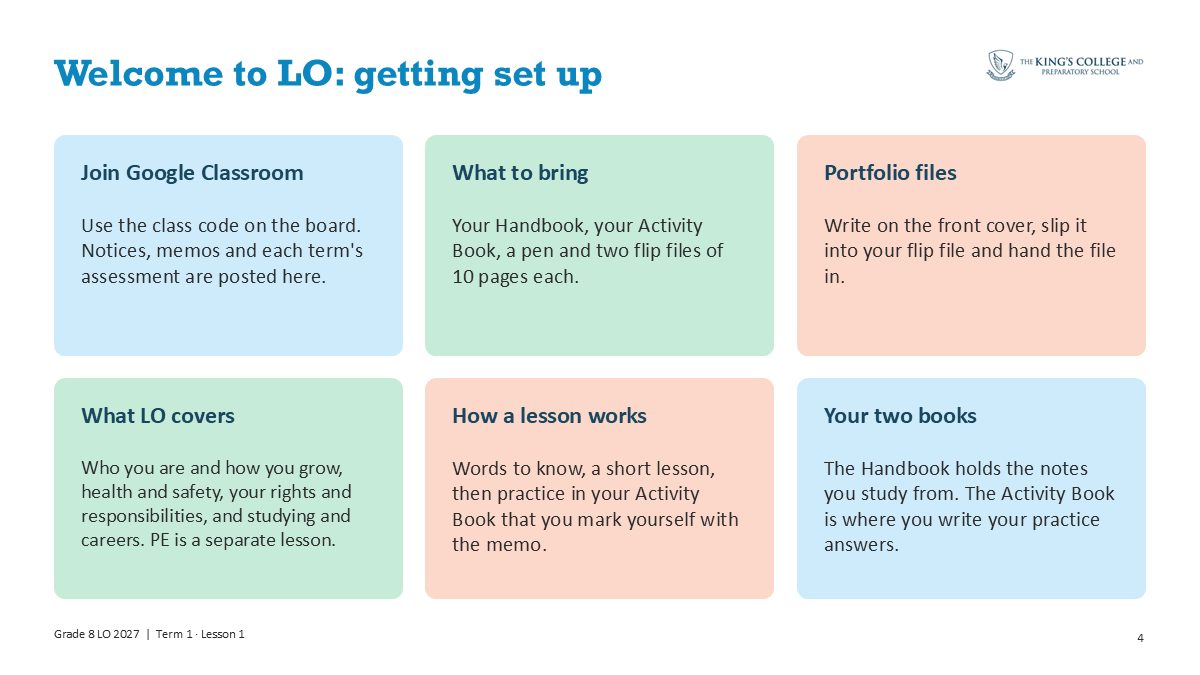 Welcome to LO: getting set up
THE KING'S COLLEGE AND
PREPARATORY SCHOOL
Join Google Classroom
Use the class code on the board.
Notices, memos and each term's
assessment are posted here.
What to bring
Your Handbook, your Activity
Book, a pen and two flip files of
10 pages each.
Portfolio files
Write on the front cover, slip it
into your flip file and hand the file
in.
What LO covers
Who you are and how you grow,
health and safety, your rights and
responsibilities, and studying and
careers. PE is a separate lesson.
How a lesson works
Words to know, a short lesson,
then practice in your Activity
Book that you mark yourself with
the memo.
Your two books
The Handbook holds the notes
you study from. The Activity Book
is where you write your practice
answers.
Grade 8 LO 2027 | Term 1 · Lesson 1
4